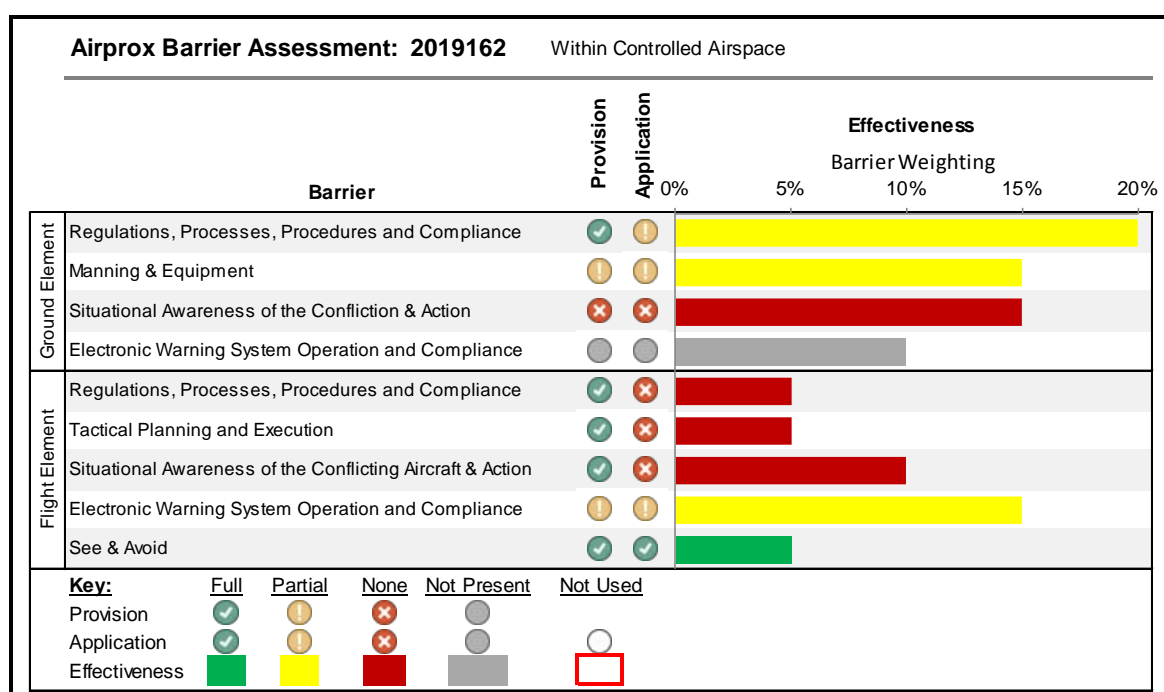 Airprox Barrier Assessment: 2019162 Within Controlled Airspace
Provision
Application
Effectiveness
Barrier Weighting
Barrier
0% 5% 10% 15% 20%
Ground Element
Regulations, Processes, Procedures and Compliance
Manning & Equipment
Situational Awareness of the Confliction & Action
Electronic Warning System Operation and Compliance
Flight Element
Regulations, Processes, Procedures and Compliance
Tactical Planning and Execution
Situational Awareness of the Conflicting Aircraft & Action
Electronic Warning System Operation and Compliance
See & Avoid
Key: Full Partial None Not Present Not Used
Provision
Application
Effectiveness